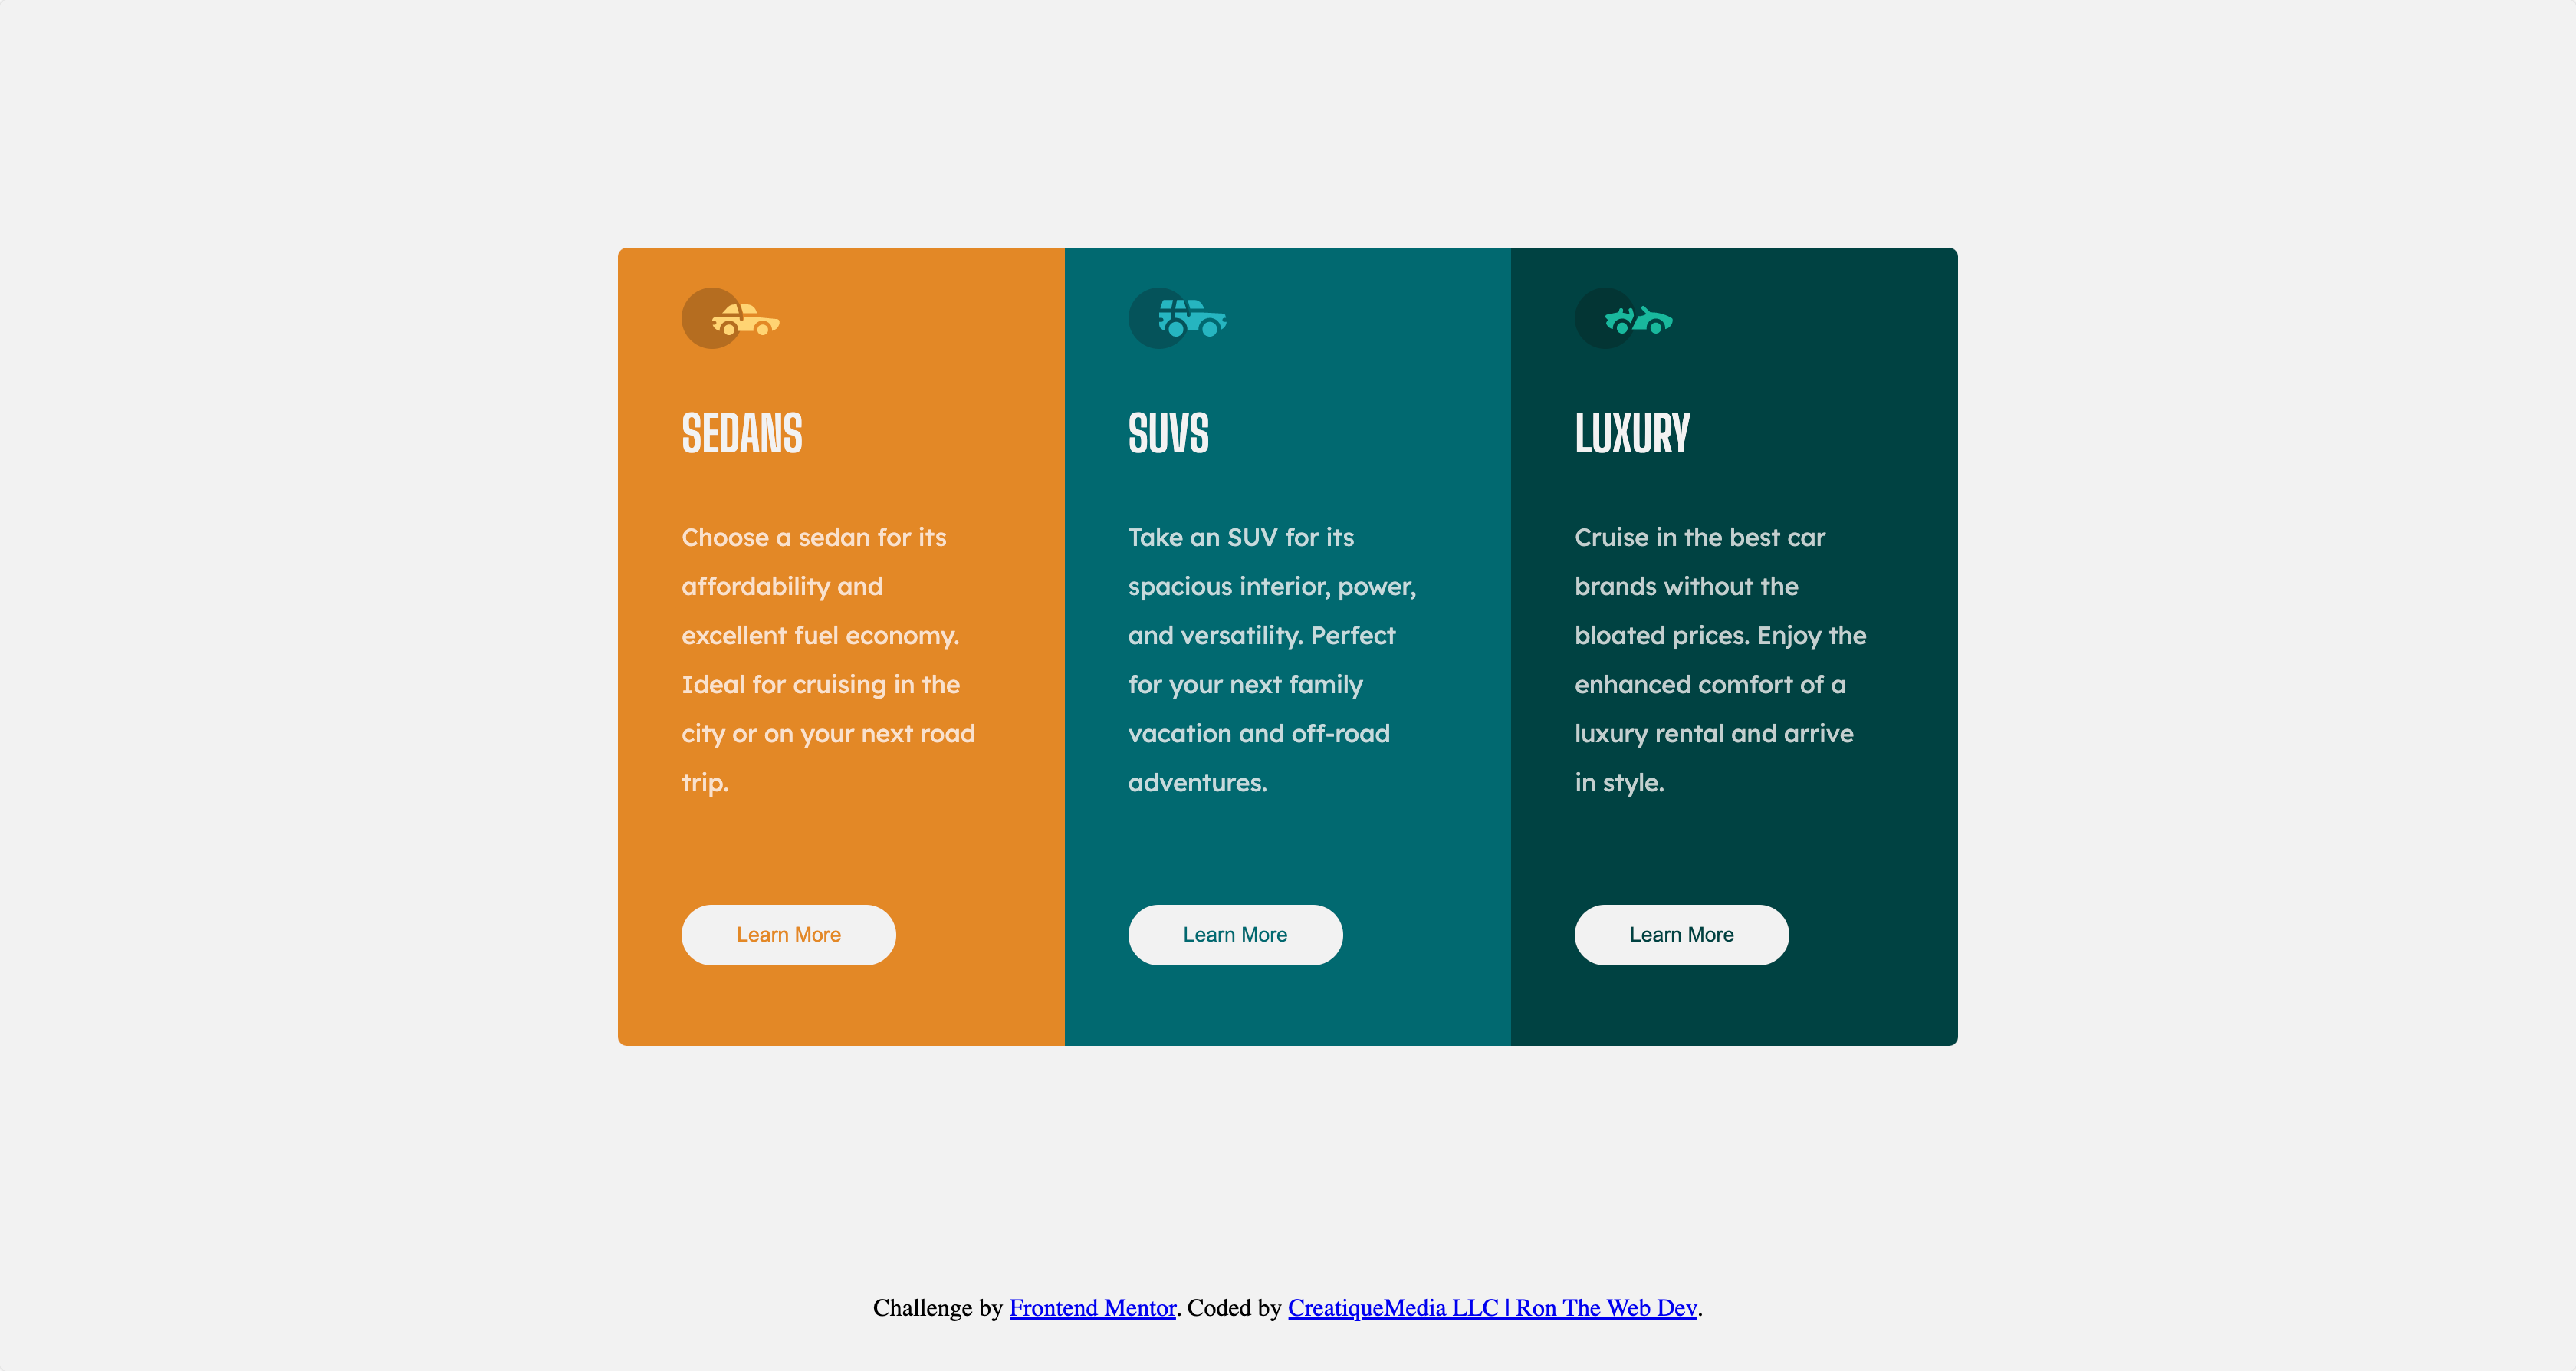 SEDANS
Choose a sedan for its
affordability and
excellent fuel economy.
Ideal for cruising in the
city or on your next road
trip.
Learn More
SUVS
Take an SUV for its
spacious interior, power,
and versatility. Perfect
for your next family
vacation and off-road
adventures.
Learn More
LUXURY
Cruise in the best car
brands without the
bloated prices. Enjoy the
enhanced comfort of a
luxury rental and arrive
in style.
Learn More
Challenge by Frontend Mentor. Coded by CreatiqueMedia LLC | Ron The Web Dev.